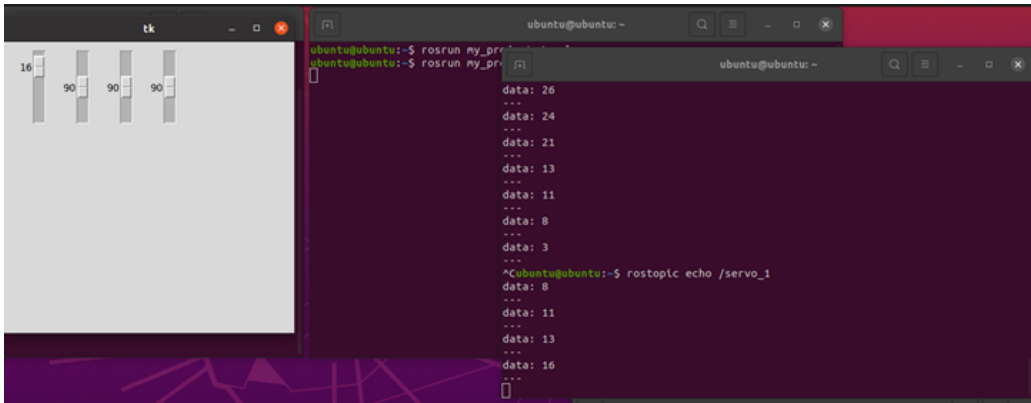 tk
16
90
90
90
ubuntu@ubuntu: ~
ubuntu@ubuntu:~$ rosrun
ubuntu@ubuntu:~$ rosrun my_pr
ubuntu@ubuntu: ~
data: 26
---
data: 24
---
data: 21
---
data: 13
---
data: 11
---
data: 8
---
data: 3
---
^Cubuntu@ubuntu:~$ rostopic echo /servo_1
data: 8
---
data: 11
---
data: 13
---
data: 16
---